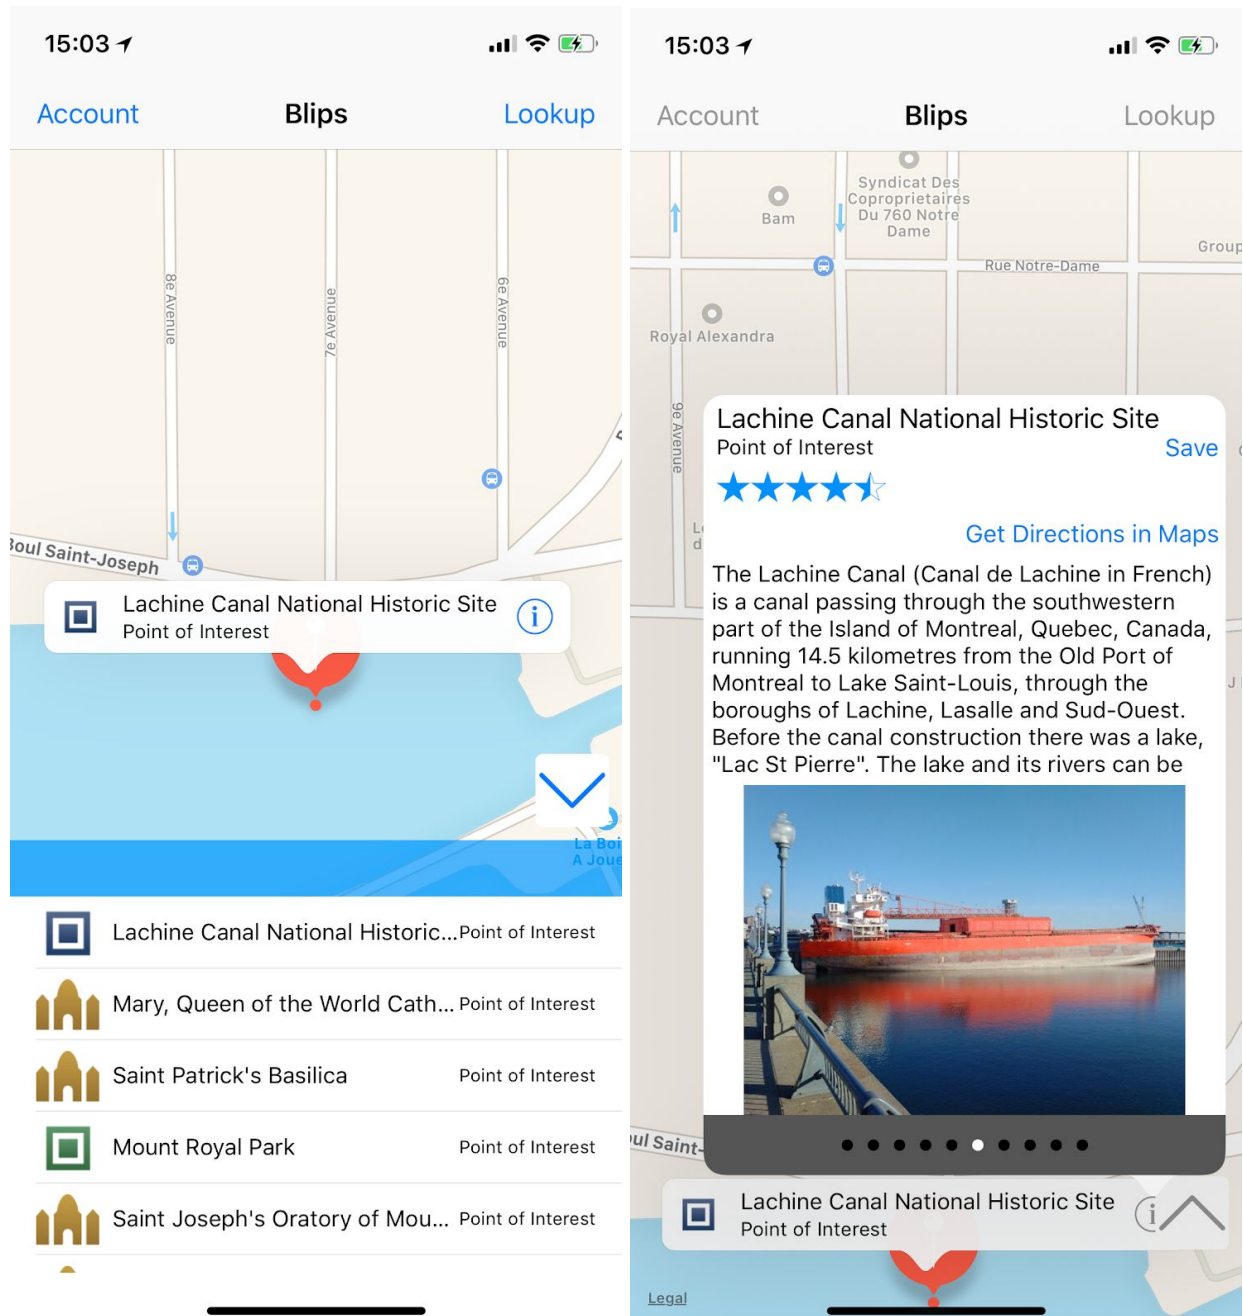 15:03
Account
Blips
Lookup
8e Avenue
7e Avenue
6e Avenue
Boul Saint-Joseph
Lachine Canal National Historic Site
Point of Interest
La Boi
A Joue
Lachine Canal National Historic... Point of Interest
Mary, Queen of the World Cath... Point of Interest
Saint Patrick's Basilica Point of Interest
Mount Royal Park Point of Interest
Saint Joseph's Oratory of Mou... Point of Interest
15:03
Account
Blips
Lookup
Syndicat Des
Coproprietaires
Du 760 Notre
Dame
Bam
Group
Rue Notre-Dame
Royal Alexandra
9e Avenue
Lachine Canal National Historic Site
Point of Interest
Save
Get Directions in Maps
The Lachine Canal (Canal de Lachine in French)
is a canal passing through the southwestern
part of the Island of Montreal, Quebec, Canada,
running 14.5 kilometres from the Old Port of
Montreal to Lake Saint-Louis, through the
boroughs of Lachine, Lasalle and Sud-Ouest.
Before the canal construction there was a lake,
"Lac St Pierre". The lake and its rivers can be
J
oul Saint-
Lachine Canal National Historic Site
Point of Interest
Legal